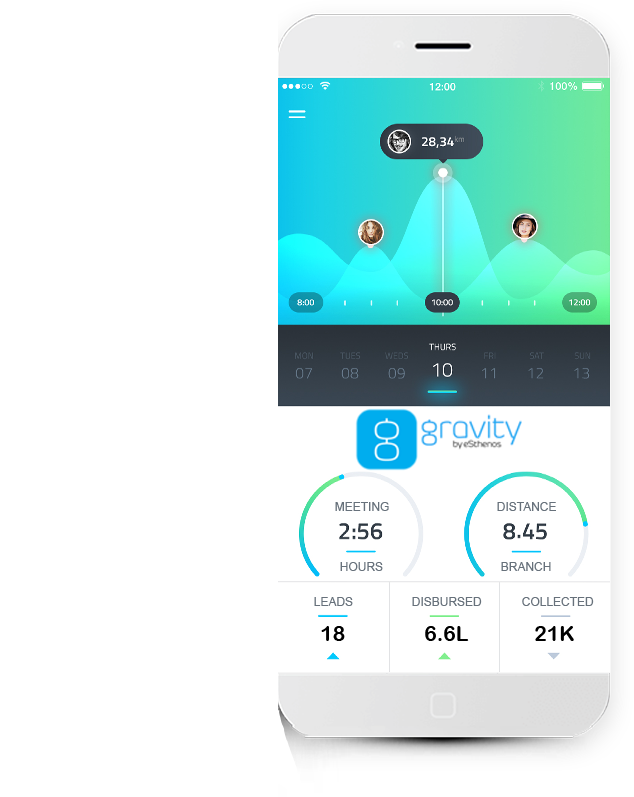 12:00 100%
28,34 km
8:00 10:00 12:00
MON TUES WEDS THURS FRI SAT SUN
07 08 09 10 11 12 13
g gravity
by eSthenos
MEETING DISTANCE
2:56 8.45
HOURS BRANCH
LEADS DISBURSED COLLECTED
18 6.6L 21K